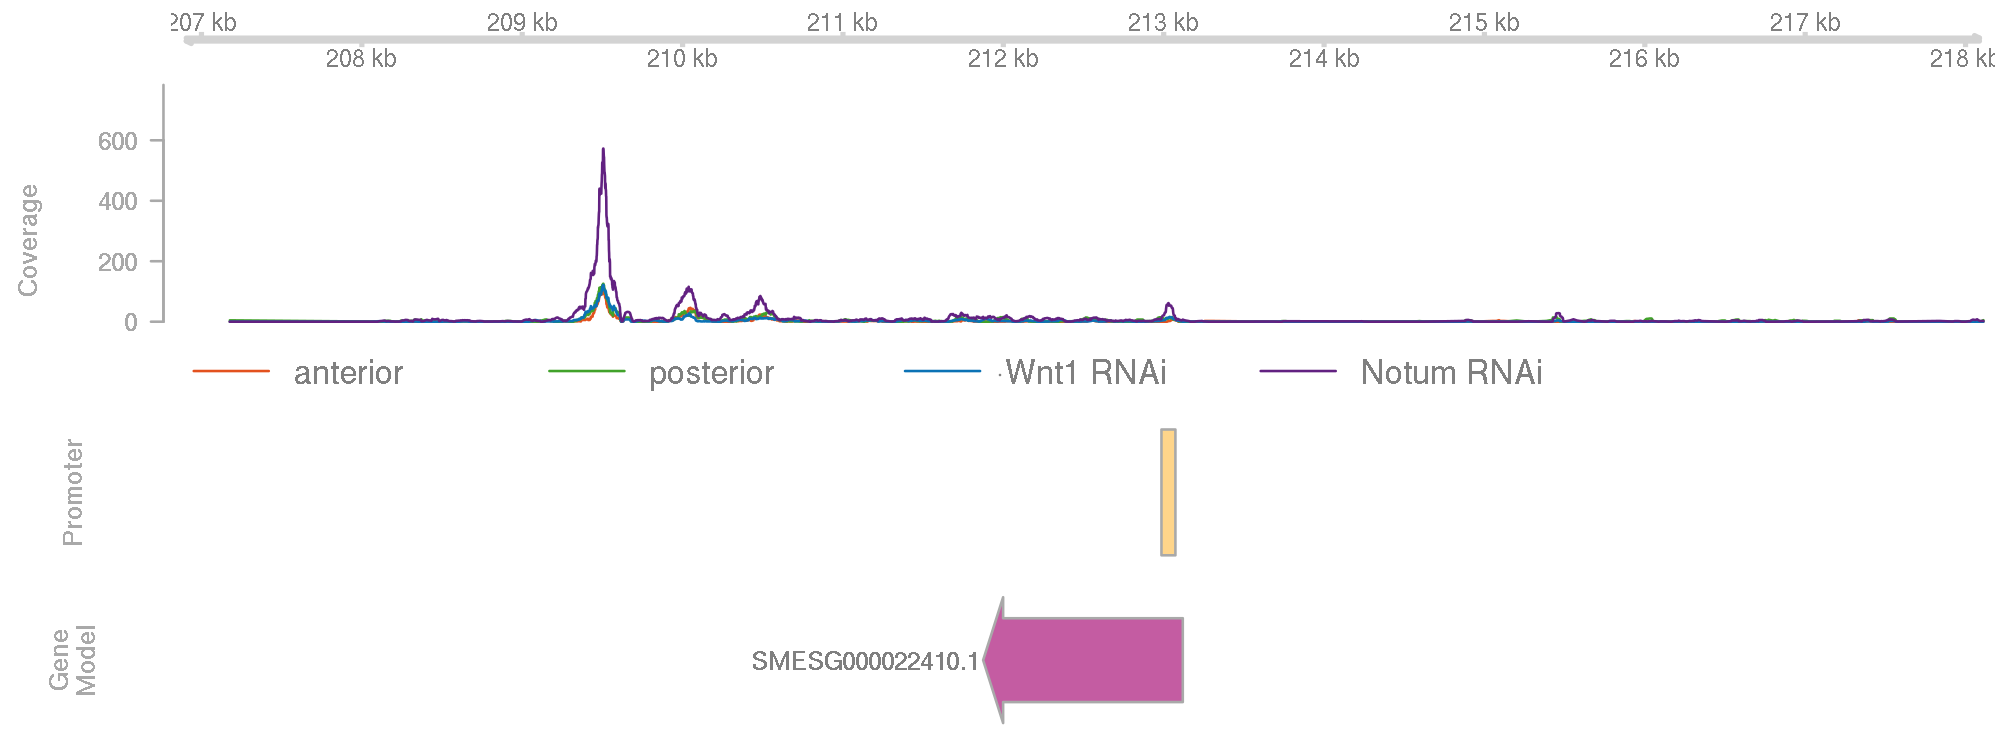 207 kb 209 kb 211 kb 213 kb 215 kb 217 kb
208 kb 210 kb 212 kb 214 kb 216 kb 218 kb
Coverage
600
400
200
0
anterior posterior Wnt1 RNAi Notum RNAi
Promoter
Gene
Model
SMESG000022410.1